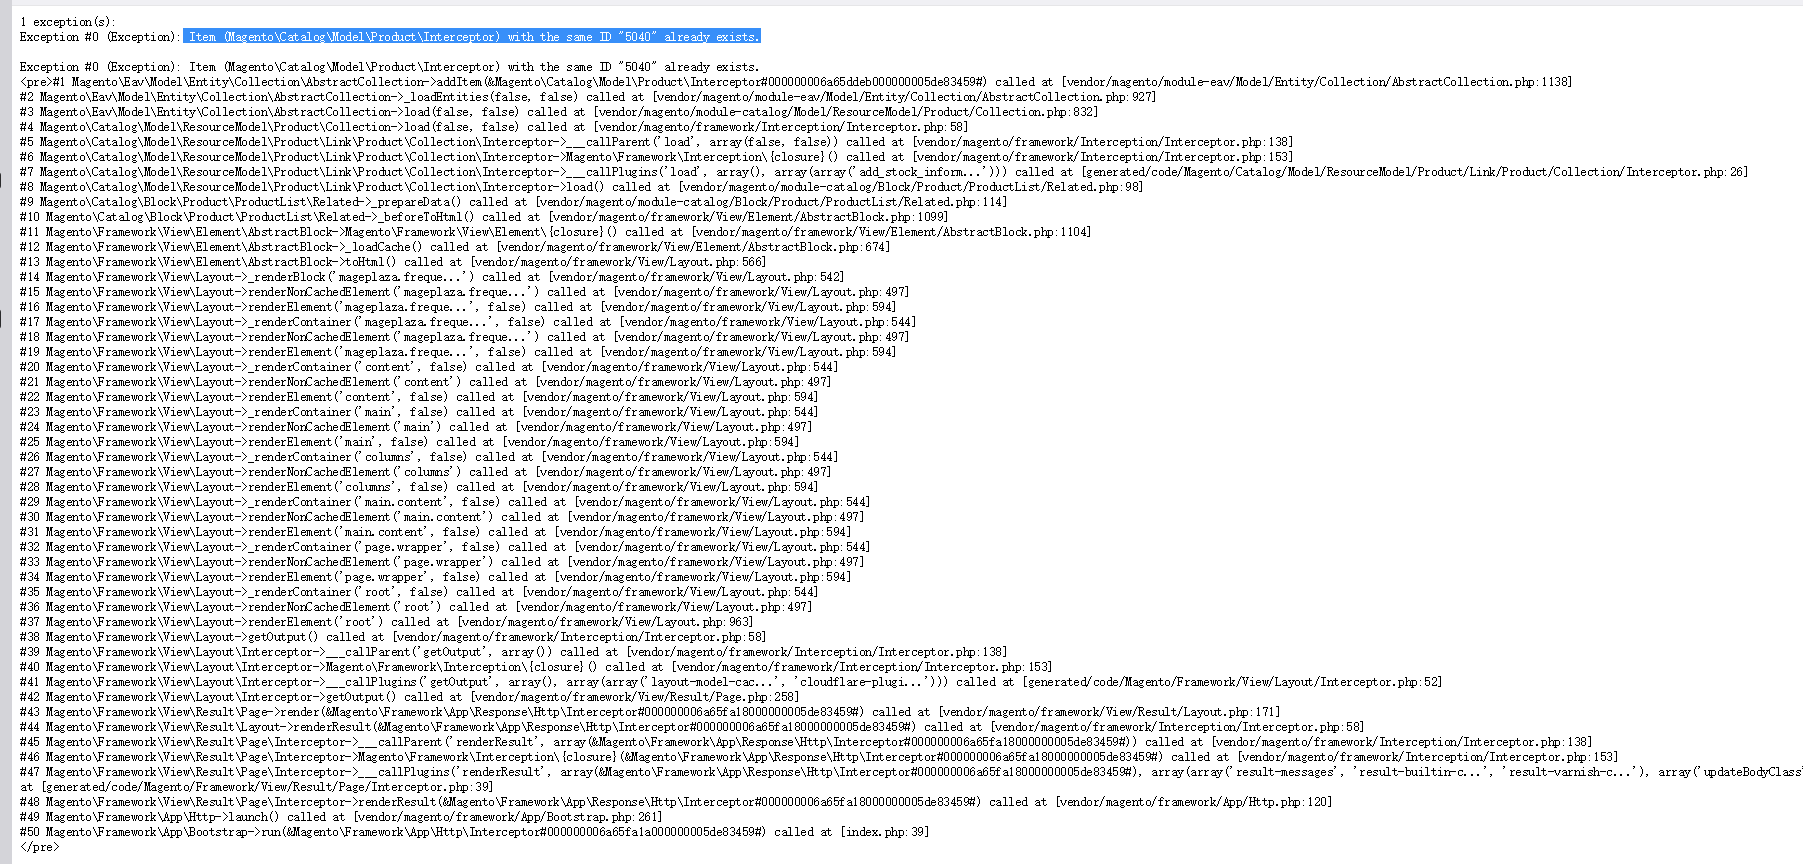 1 exception(s):
Exception #0 (Exception): Item (Magento\Catalog\Model\Product\Interceptor) with the same ID "5040" already exists.
Exception #0 (Exception): Item (Magento\Catalog\Model\Product\Interceptor) with the same ID "5040" already exists.
<pre>#1 Magento\Eav\Model\Entity\Collection\AbstractCollection->addItem(&Magento\Catalog\Model\Product\Interceptor#000000006a65ddeb000000005de83459#) called at [vendor/magento/module-eav/Model/Entity/Collection/AbstractCollection.php:1138]
#2 Magento\Eav\Model\Entity\Collection\AbstractCollection->_loadEntities(false, false) called at [vendor/magento/module-eav/Model/Entity/Collection/AbstractCollection.php:927]
#3 Magento\Eav\Model\Entity\Collection\AbstractCollection->load(false, false) called at [vendor/magento/module-catalog/Model/ResourceModel/Product/Collection.php:832]
#4 Magento\Catalog\Model\ResourceModel\Product\Collection->load(false, false) called at [vendor/magento/framework/Interception/Interceptor.php:58]
#5 Magento\Catalog\Model\ResourceModel\Product\Link\Product\Collection\Interceptor->___callParent('load', array(false, false)) called at [vendor/magento/framework/Interception/Interceptor.php:138]
#6 Magento\Catalog\Model\ResourceModel\Product\Link\Product\Collection\Interceptor->Magento\Framework\Interception\{closure}() called at [vendor/magento/framework/Interception/Interceptor.php:153]
#7 Magento\Catalog\Model\ResourceModel\Product\Link\Product\Collection\Interceptor->___callPlugins('load', array(), array(array('add_stock_inform...'))) called at [generated/code/Magento/Catalog/Model/ResourceModel/Product/Link/Product/Collection/Interceptor.php:26]
#8 Magento\Catalog\Model\ResourceModel\Product\Link\Product\Collection\Interceptor->load() called at [vendor/magento/module-catalog/Block/Product/ProductList/Related.php:98]
#9 Magento\Catalog\Block\Product\ProductList\Related->_prepareData() called at [vendor/magento/module-catalog/Block/Product/ProductList/Related.php:114]
#10 Magento\Catalog\Block\Product\ProductList\Related->_beforeToHtml() called at [vendor/magento/framework/View/Element/AbstractBlock.php:1099]
#11 Magento\Framework\View\Element\AbstractBlock->Magento\Framework\View\Element\{closure}() called at [vendor/magento/framework/View/Element/AbstractBlock.php:1104]
#12 Magento\Framework\View\Element\AbstractBlock->_loadCache() called at [vendor/magento/framework/View/Element/AbstractBlock.php:674]
#13 Magento\Framework\View\Element\AbstractBlock->toHtml() called at [vendor/magento/framework/View/Layout.php:566]
#14 Magento\Framework\View\Layout->_renderBlock('mageplaza.freque...') called at [vendor/magento/framework/View/Layout.php:542]
#15 Magento\Framework\View\Layout->renderNonCachedElement('mageplaza.freque...') called at [vendor/magento/framework/View/Layout.php:497]
#16 Magento\Framework\View\Layout->renderElement('mageplaza.freque...', false) called at [vendor/magento/framework/View/Layout.php:594]
#17 Magento\Framework\View\Layout->_renderContainer('mageplaza.freque...', false) called at [vendor/magento/framework/View/Layout.php:544]
#18 Magento\Framework\View\Layout->renderNonCachedElement('mageplaza.freque...') called at [vendor/magento/framework/View/Layout.php:497]
#19 Magento\Framework\View\Layout->renderElement('mageplaza.freque...', false) called at [vendor/magento/framework/View/Layout.php:594]
#20 Magento\Framework\View\Layout->_renderContainer('content', false) called at [vendor/magento/framework/View/Layout.php:544]
#21 Magento\Framework\View\Layout->renderNonCachedElement('content') called at [vendor/magento/framework/View/Layout.php:497]
#22 Magento\Framework\View\Layout->renderElement('content', false) called at [vendor/magento/framework/View/Layout.php:594]
#23 Magento\Framework\View\Layout->_renderContainer('main', false) called at [vendor/magento/framework/View/Layout.php:544]
#24 Magento\Framework\View\Layout->renderNonCachedElement('main') called at [vendor/magento/framework/View/Layout.php:497]
#25 Magento\Framework\View\Layout->renderElement('main', false) called at [vendor/magento/framework/View/Layout.php:594]
#26 Magento\Framework\View\Layout->_renderContainer('columns', false) called at [vendor/magento/framework/View/Layout.php:544]
#27 Magento\Framework\View\Layout->renderNonCachedElement('columns') called at [vendor/magento/framework/View/Layout.php:497]
#28 Magento\Framework\View\Layout->renderElement('columns', false) called at [vendor/magento/framework/View/Layout.php:594]
#29 Magento\Framework\View\Layout->_renderContainer('main.content', false) called at [vendor/magento/framework/View/Layout.php:544]
#30 Magento\Framework\View\Layout->renderNonCachedElement('main.content') called at [vendor/magento/framework/View/Layout.php:497]
#31 Magento\Framework\View\Layout->renderElement('main.content', false) called at [vendor/magento/framework/View/Layout.php:594]
#32 Magento\Framework\View\Layout->_renderContainer('page.wrapper', false) called at [vendor/magento/framework/View/Layout.php:544]
#33 Magento\Framework\View\Layout->renderNonCachedElement('page.wrapper') called at [vendor/magento/framework/View/Layout.php:497]
#34 Magento\Framework\View\Layout->renderElement('page.wrapper', false) called at [vendor/magento/framework/View/Layout.php:594]
#35 Magento\Framework\View\Layout->_renderContainer('root', false) called at [vendor/magento/framework/View/Layout.php:544]
#36 Magento\Framework\View\Layout->renderNonCachedElement('root') called at [vendor/magento/framework/View/Layout.php:497]
#37 Magento\Framework\View\Layout->renderElement('root') called at [vendor/magento/framework/View/Layout.php:963]
#38 Magento\Framework\View\Layout->getOutput() called at [vendor/magento/framework/Interception/Interceptor.php:58]
#39 Magento\Framework\View\Layout\Interceptor->___callParent('getOutput', array()) called at [vendor/magento/framework/Interception/Interceptor.php:138]
#40 Magento\Framework\View\Layout\Interceptor->Magento\Framework\Interception\{closure}() called at [vendor/magento/framework/Interception/Interceptor.php:153]
#41 Magento\Framework\View\Layout\Interceptor->___callPlugins('getOutput', array(), array(array('layout-model-cac...', 'cloudflare-plugi...'))) called at [generated/code/Magento/Framework/View/Layout/Interceptor.php:52]
#42 Magento\Framework\View\Layout\Interceptor->getOutput() called at [vendor/magento/framework/View/Result/Page.php:258]
#43 Magento\Framework\View\Result\Page->render(&Magento\Framework\App\Response\Http\Interceptor#000000006a65fa18000000005de83459#) called at [vendor/magento/framework/View/Result/Layout.php:171]
#44 Magento\Framework\View\Result\Layout->renderResult(&Magento\Framework\App\Response\Http\Interceptor#000000006a65fa18000000005de83459#) called at [vendor/magento/framework/Interception/Interceptor.php:58]
#45 Magento\Framework\View\Result\Page\Interceptor->___callParent('renderResult', array(&Magento\Framework\App\Response\Http\Interceptor#000000006a65fa18000000005de83459#)) called at [vendor/magento/framework/Interception/Interceptor.php:138]
#46 Magento\Framework\View\Result\Page\Interceptor->Magento\Framework\Interception\{closure}(&Magento\Framework\App\Response\Http\Interceptor#000000006a65fa18000000005de83459#) called at [vendor/magento/framework/Interception/Interceptor.php:153]
#47 Magento\Framework\View\Result\Page\Interceptor->___callPlugins('renderResult', array(&Magento\Framework\App\Response\Http\Interceptor#000000006a65fa18000000005de83459#), array(array('result-messages', 'result-builtin-c...', 'result-varnish-c...'), array('updateBodyClass'
at [generated/code/Magento/Framework/View/Result/Page/Interceptor.php:39]
#48 Magento\Framework\View\Result\Page\Interceptor->renderResult(&Magento\Framework\App\Response\Http\Interceptor#000000006a65fa18000000005de83459#) called at [vendor/magento/framework/App/Http.php:120]
#49 Magento\Framework\App\Http->launch() called at [vendor/magento/framework/App/Bootstrap.php:261]
#50 Magento\Framework\App\Bootstrap->run(&Magento\Framework\App\Http\Interceptor#000000006a65fa1a000000005de83459#) called at [index.php:39]
</pre>